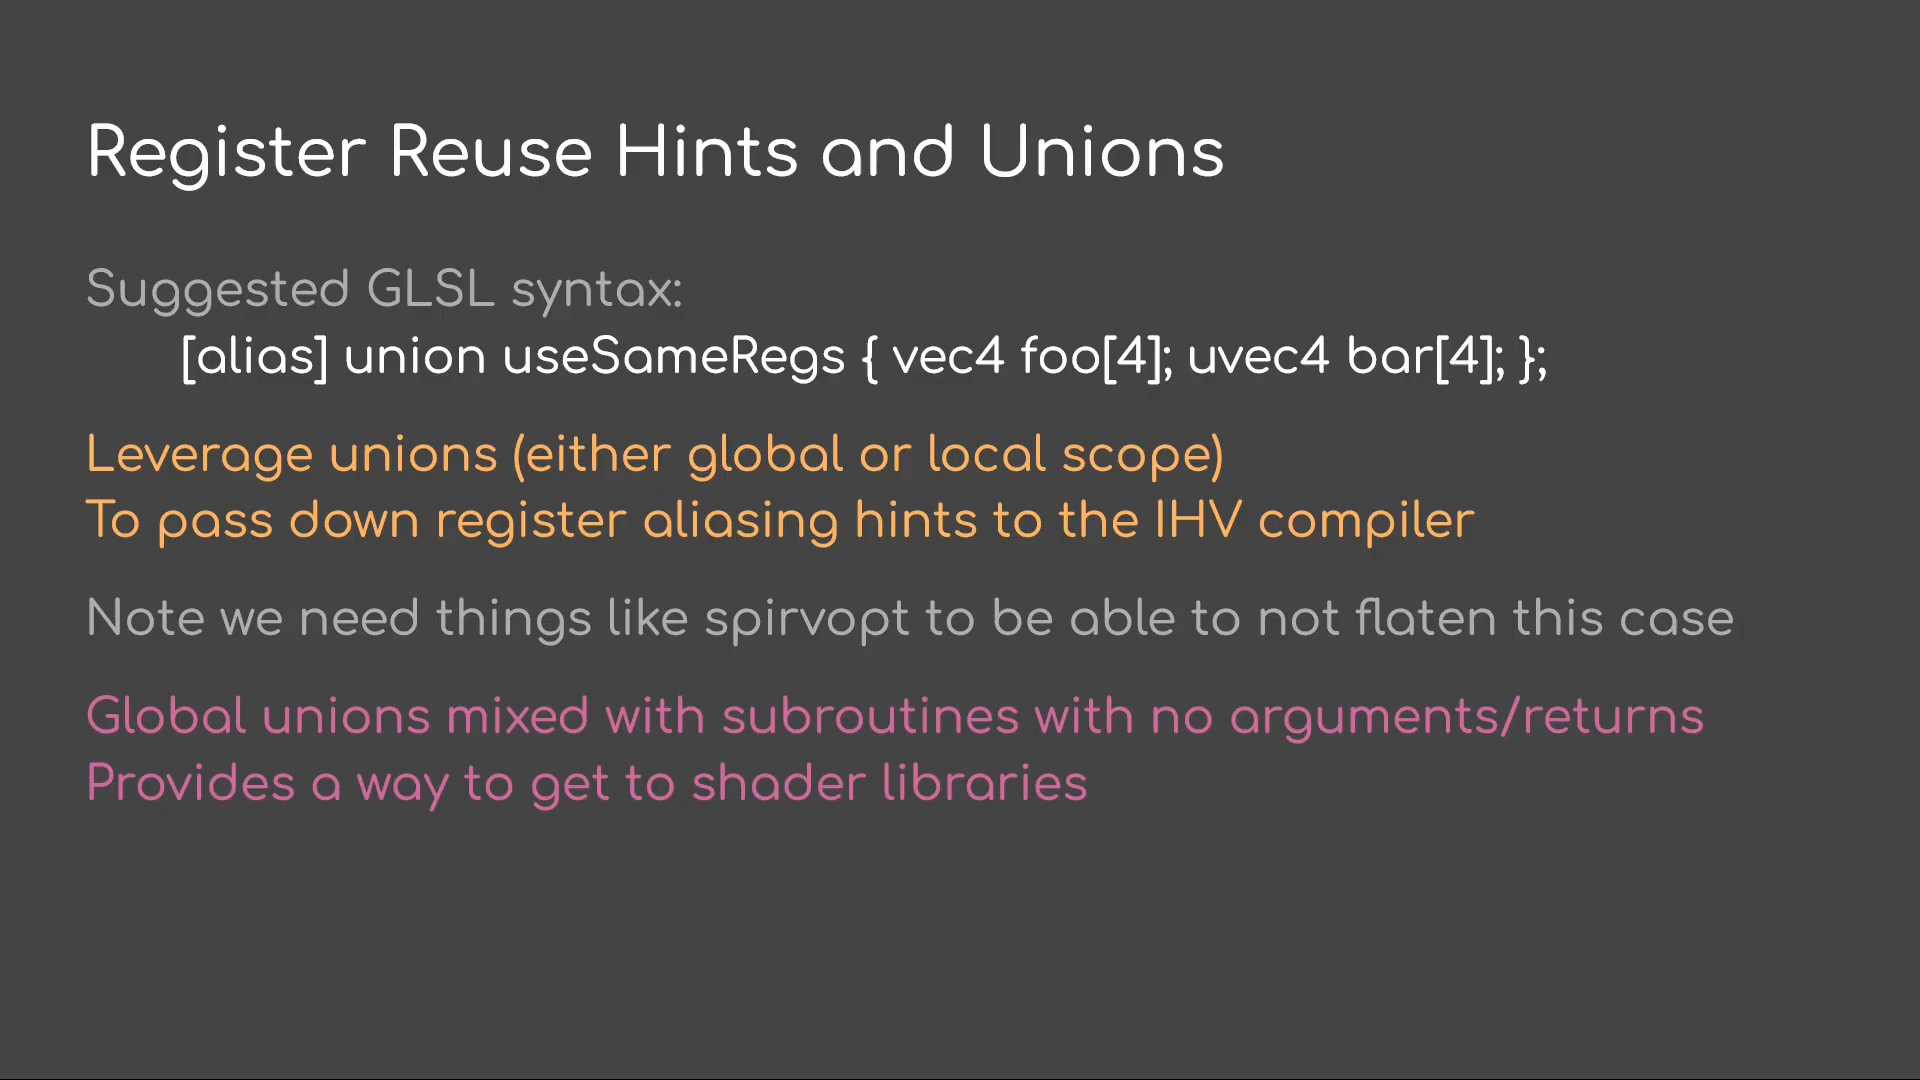 Register Reuse Hints and Unions
Suggested GLSL syntax:
[alias] union useSameRegs { vec4 foo[4]; uvec4 bar[4]; };
Leverage unions (either global or local scope)
To pass down register aliasing hints to the IHV compiler
Note we need things like spirvopt to be able to not flaten this case
Global unions mixed with subroutines with no arguments/returns
Provides a way to get to shader libraries